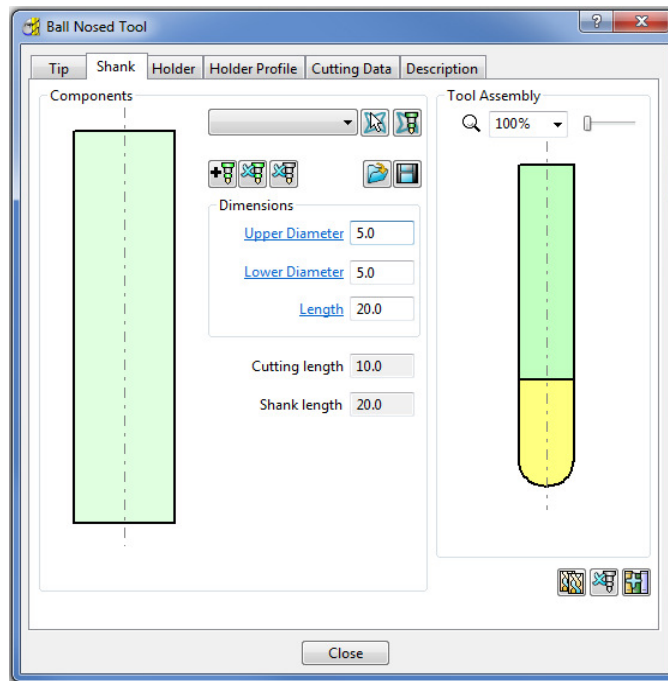 Ball Nosed Tool
Tip Shank Holder Holder Profile Cutting Data Description
Components
Tool Assembly
100%
Dimensions
Upper Diameter 5.0
Lower Diameter 5.0
Length 20.0
Cutting length 10.0
Shank length 20.0
Close